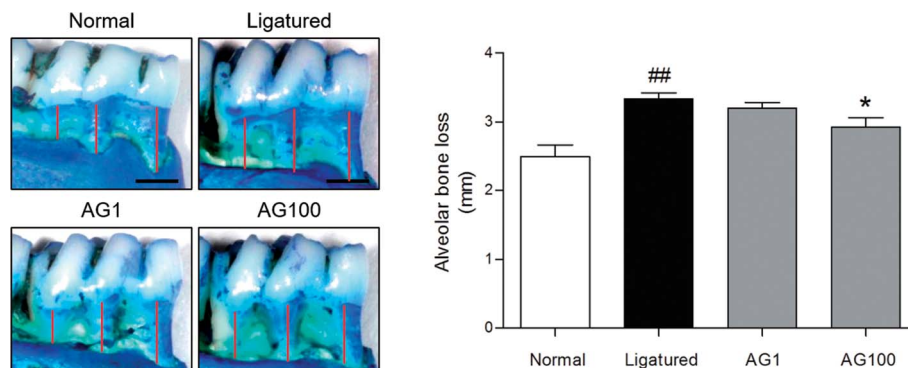 Normal
Ligatured
AG1
AG100
Alveolar bone loss
(mm)
4
3
2
1
0
##
*
Normal
Ligatured
AG1
AG100